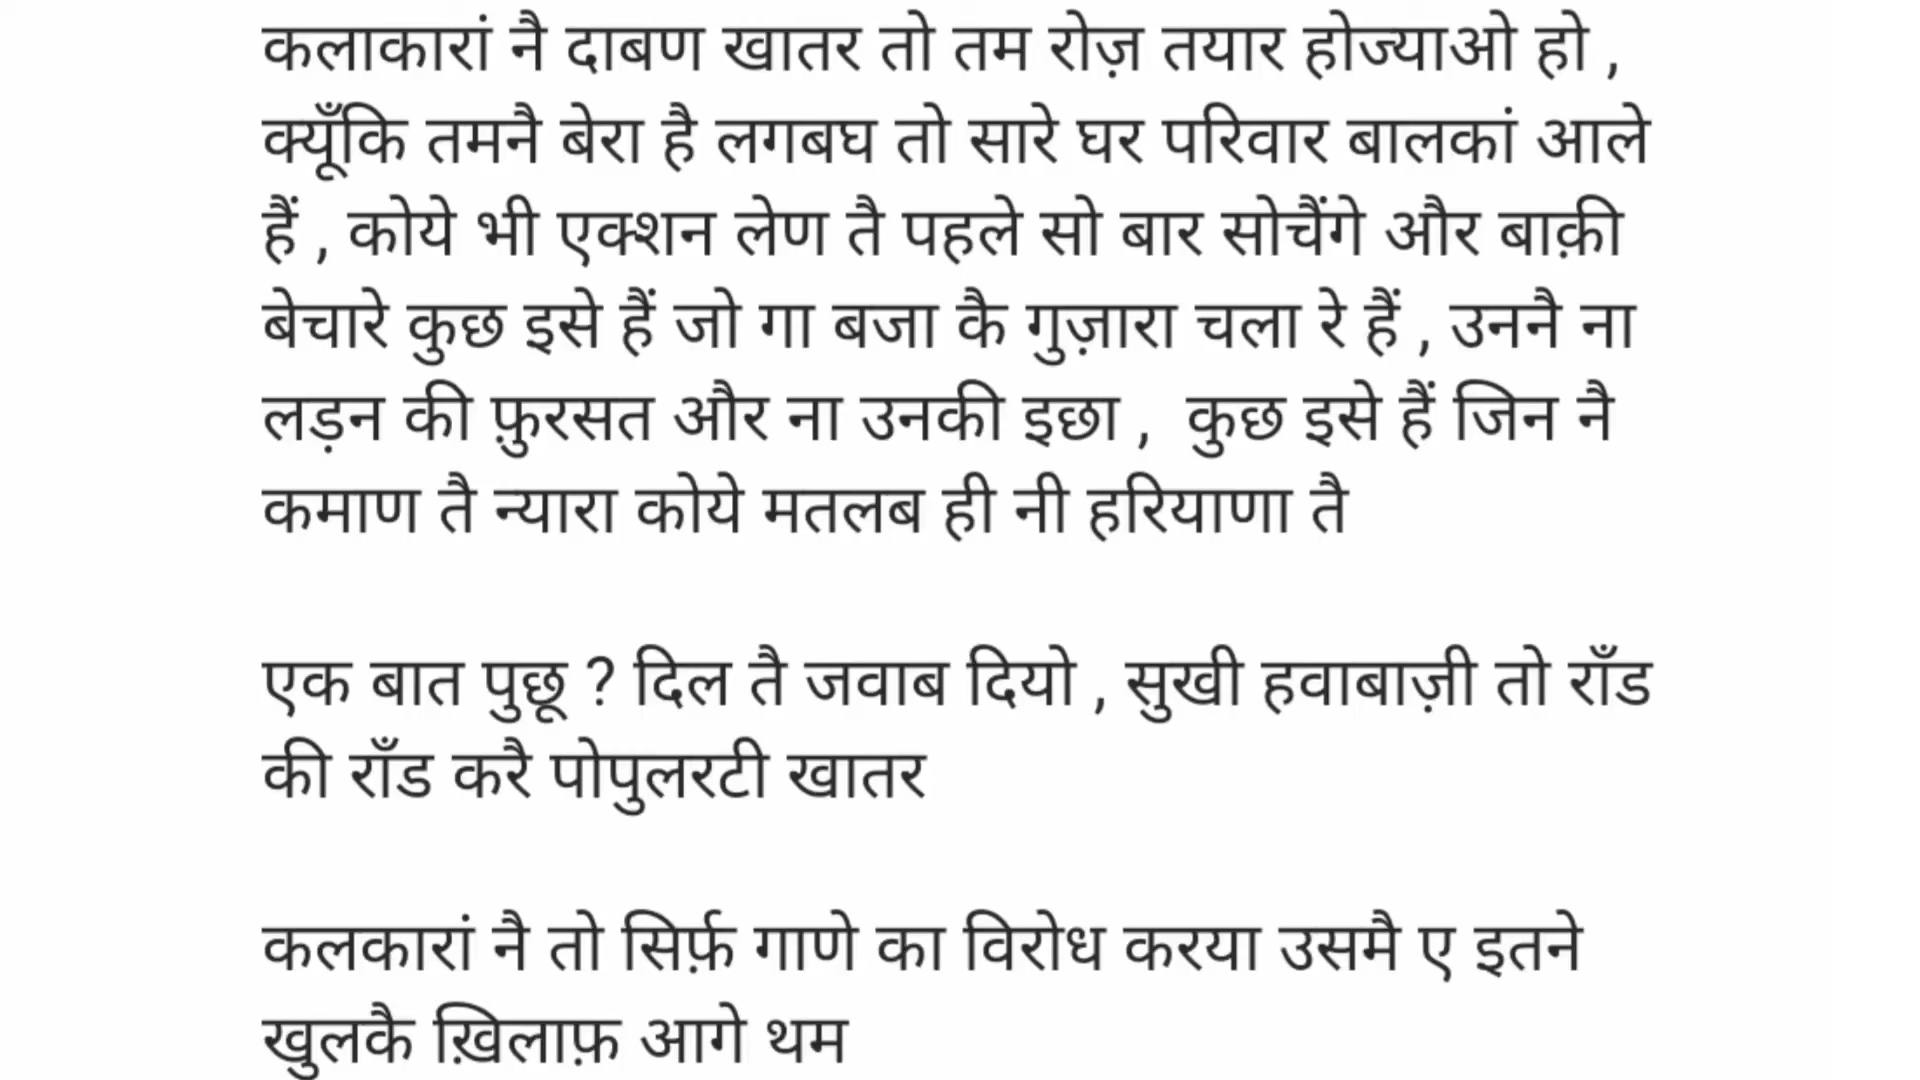 कलाकारां नै दाबण खातर तो तम रोज़ तयार होज्याओ हो ,
क्यूँकि तमनै बेरा है लगबघ तो सारे घर परिवार बालकां आले
हैं , कोये भी एक्शन लेण तै पहले सो बार सोचैंगे और बाक़ी
बेचारे कुछ इसे हैं जो गा बजा कै गुज़ारा चला रे हैं , उननै ना
लड़न की फ़ुरसत और ना उनकी इछा ,  कुछ इसे हैं जिन नै
कमाण तै न्यारा कोये मतलब ही नी हरियाणा तै
एक बात पुछू ? दिल तै जवाब दियो , सुखी हवाबाज़ी तो राँड
की राँड करै पोपुलरटी खातर
कलकारां नै तो सिर्फ़ गाणे का विरोध करया उसमै ए इतने
खुलकै ख़िलाफ़ आगे थम